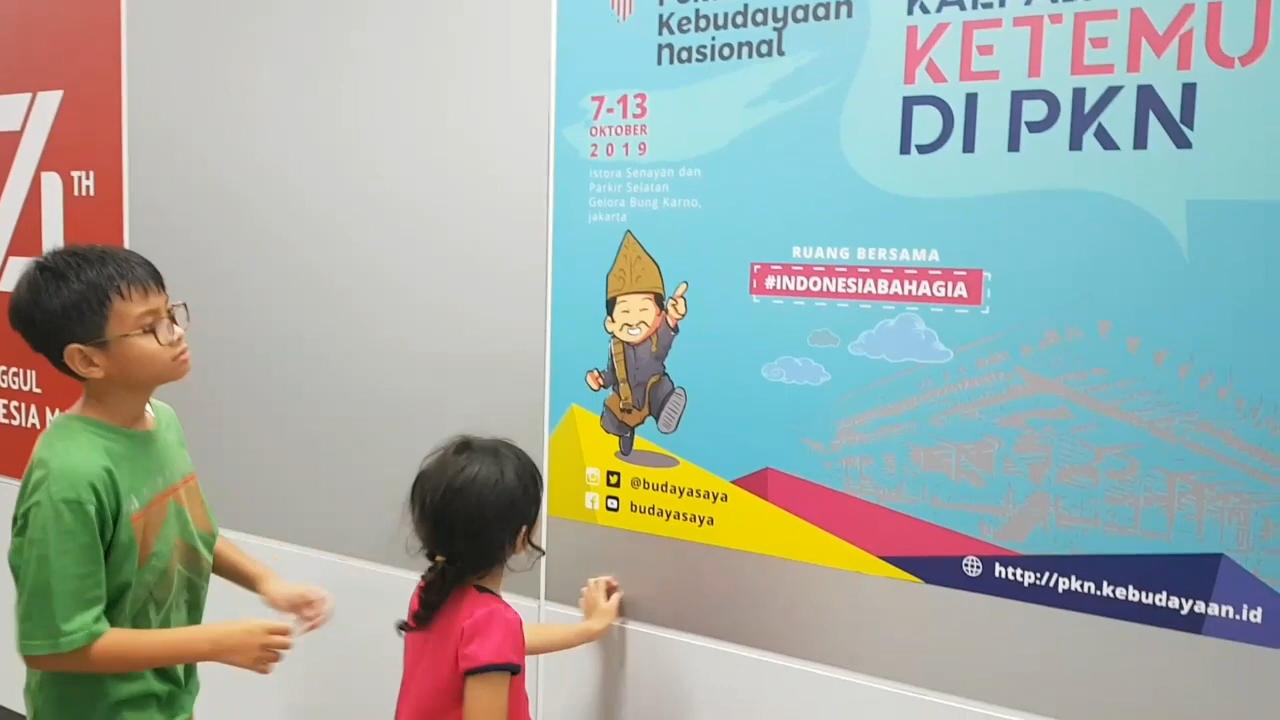 TH
GGUL
ESIA M
Kebudayaan
Nasional
7-13
OKTOBER
2019
istora Senayan dan
Parkir Selatan
Gelora Bung Karno,
jakarta
KETEMU
DI PKN
RUANG BERSAMA
#INDONESIABAHAGIA
@budayasaya
budayasaya
http://pkn.kebudayaan.id